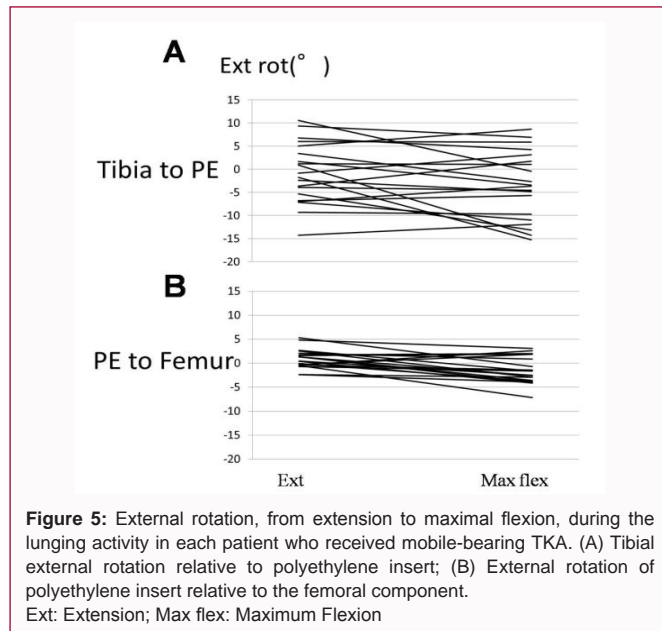 A
Ext rot(° )
15
10
5
0
-5
-10
-15
-20
Tibia to PE
B
15
10
5
0
-5
-10
-15
-20
PE to Femur
Ext Max flex
Figure 5: External rotation, from extension to maximal flexion, during the
lunging activity in each patient who received mobile-bearing TKA. (A) Tibial
external rotation relative to polyethylene insert; (B) External rotation of
polyethylene insert relative to the femoral component.
Ext: Extension; Max flex: Maximum Flexion